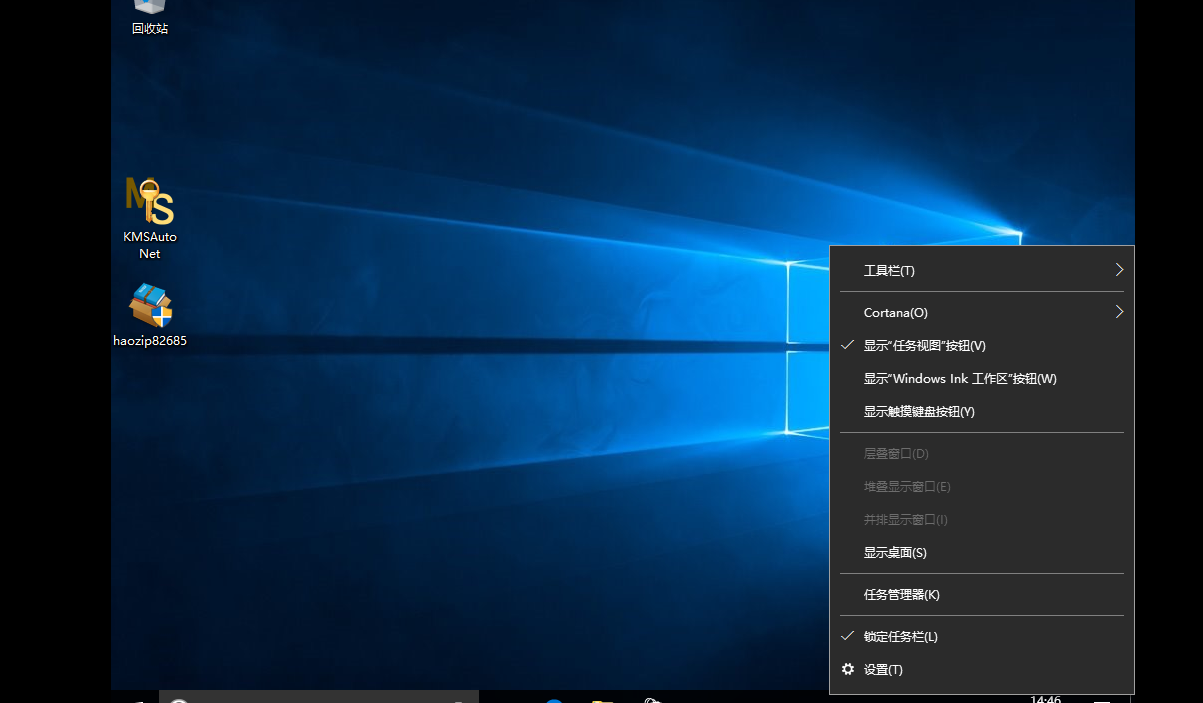 回收站
KMSAuto
Net
haozip82685
工具栏(T)
Cortana(O)
显示“任务视图”按钮(V)
显示“Windows Ink 工作区”按钮(W)
显示触摸键盘按钮(Y)
层叠窗口(D)
堆叠显示窗口(E)
并排显示窗口(I)
显示桌面(S)
任务管理器(K)
锁定任务栏(L)
设置(T)
14:46